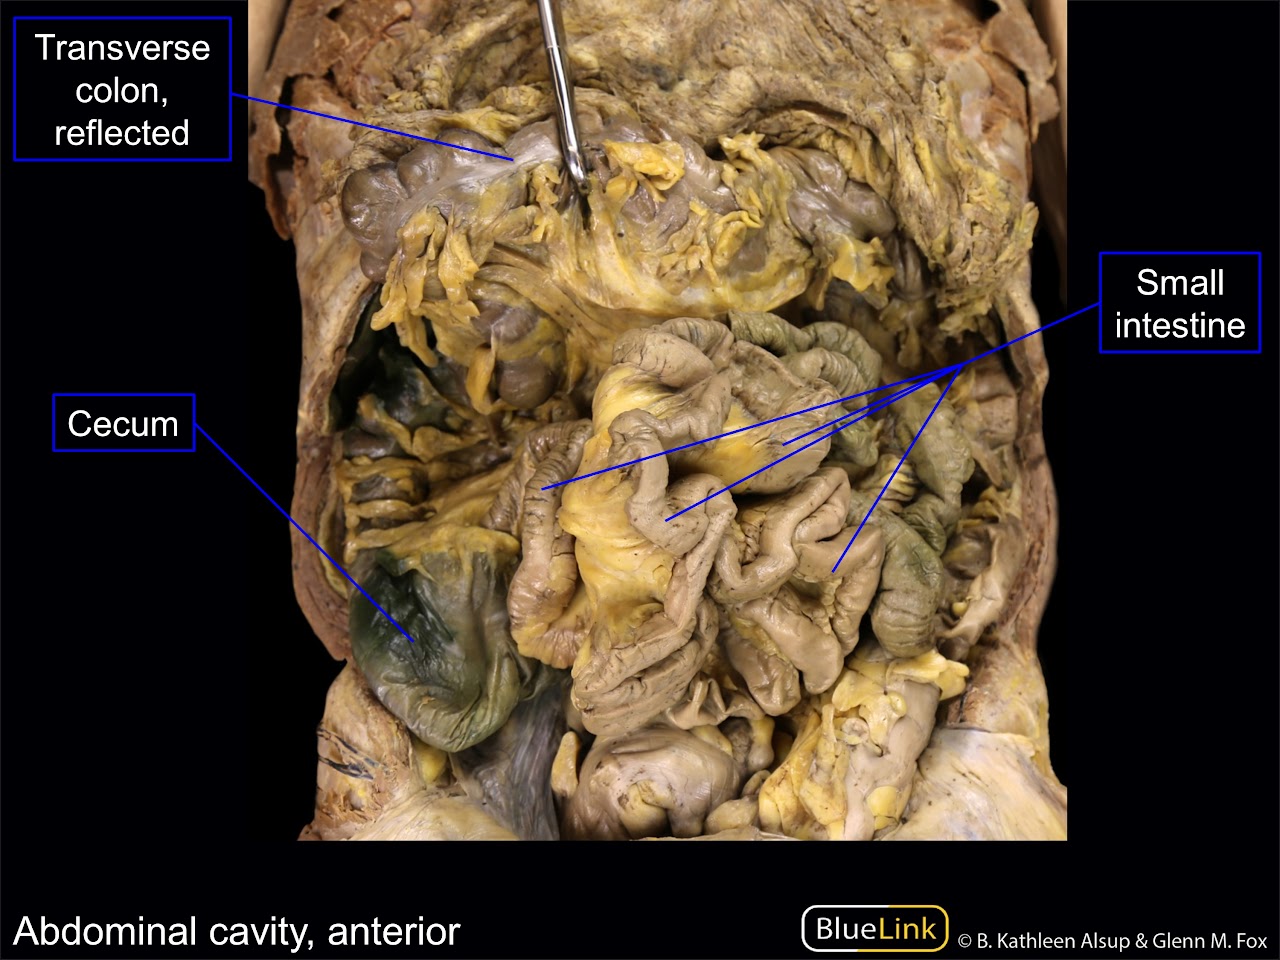 Transverse
colon,
reflected
Small
intestine
Cecum
Abdominal cavity, anterior
BlueLink
© B. Kathleen Alsup & Glenn M. Fox